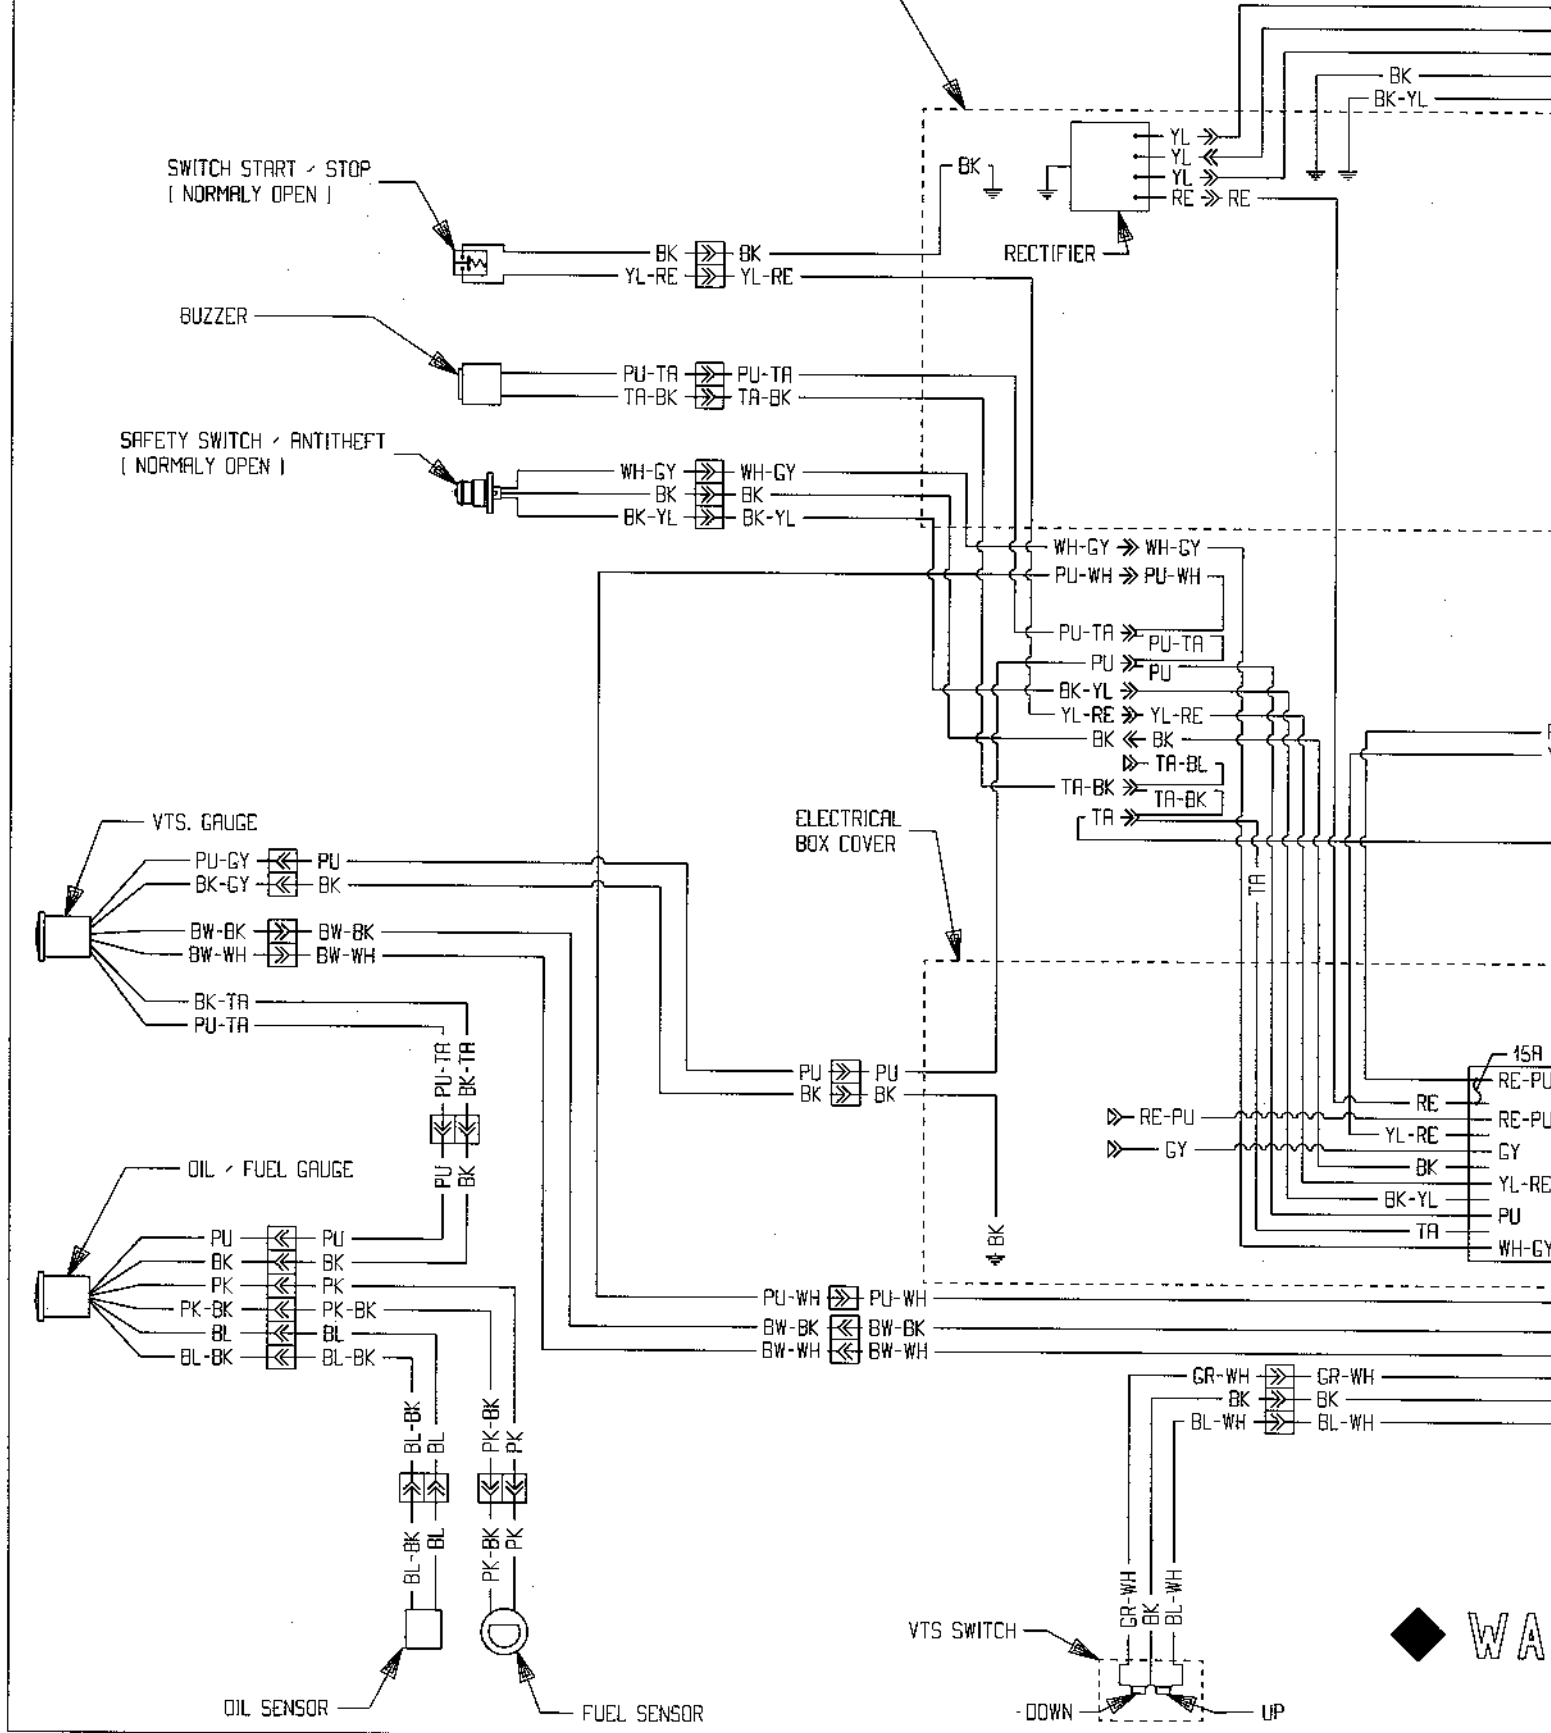 BK
BK-YL
YL
YL
YL
RE RE
BK
RECTIFIER
SWITCH START / STOP
[ NORMALY OPEN ]
BK BK
YL-RE YL-RE
BUZZER
PU-TA PU-TA
TA-BK TA-BK
SAFETY SWITCH / ANTITHEFT
[ NORMALY OPEN ]
WH-GY WH-GY
BK BK
BK-YL BK-YL
WH-GY WH-GY
PU-WH PU-WH
PU-TA PU-TA
PU PU
BK-YL
YL-RE YL-RE
BK BK
TA-BL
TA-BK TA-BK
TA
TA
ELECTRICAL
BOX COVER
VTS. GAUGE
PU-GY PU
BK-GY BK
BW-BK BW-BK
BW-WH BW-WH
BK-TA
PU-TA
PU-TA BK-TA
PU BK
PU PU
BK BK
BK
15A
RE-PU
RE
RE-PU RE-PU
YL-RE
GY GY
BK
YL-RE
BK-YL
PU
TA
WH-GY
OIL / FUEL GAUGE
PU PU
BK BK
PK PK
PK-BK PK-BK
BL BL
BL-BK BL-BK
PU-WH PU-WH
BW-BK BW-BK
BW-WH BW-WH
GR-WH GR-WH
BK BK
BL-WH BL-WH
BL-BK BL PK-BK PK
BL-BK BL PK-BK PK
GR-WH BK BL-WH
VTS SWITCH
WA
OIL SENSOR
FUEL SENSOR
DOWN
UP